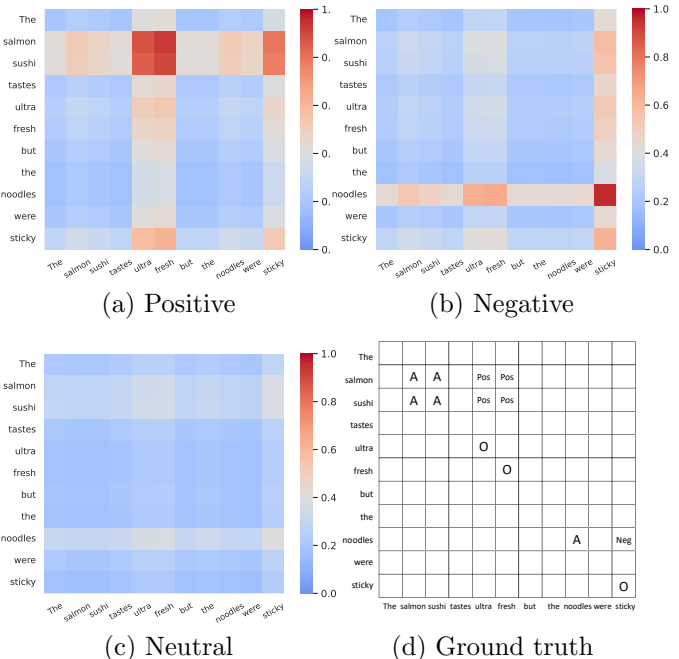 The
salmon
sushi
tastes
ultra
fresh
but
the
noodles
were
sticky
The salmon sushi tastes ultra fresh but the noodles were sticky
1.
0.
0.
0.
0.
0.
(a) Positive
The
salmon
sushi
tastes
ultra
fresh
but
the
noodles
were
sticky
The salmon sushi tastes ultra fresh but the noodles were sticky
1.0
0.8
0.6
0.4
0.2
0.0
(b) Negative
The
salmon
sushi
tastes
ultra
fresh
but
the
noodles
were
sticky
The salmon sushi tastes ultra fresh but the noodles were sticky
1.0
0.8
0.6
0.4
0.2
0.0
(c) Neutral
The
salmon A A Pos Pos
sushi A A Pos Pos
tastes
ultra O
fresh O
but
the
noodles A Neg
were
sticky O
The salmon sushi tastes ultra fresh but the noodles were sticky
(d) Ground truth